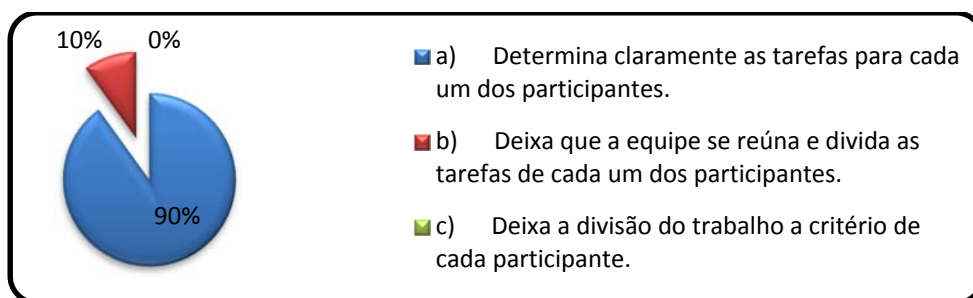 10% 0%
90%
a) Determina claramente as tarefas para cada
um dos participantes.
b) Deixa que a equipe se reúna e divida as
tarefas de cada um dos participantes.
c) Deixa a divisão do trabalho a critério de
cada participante.